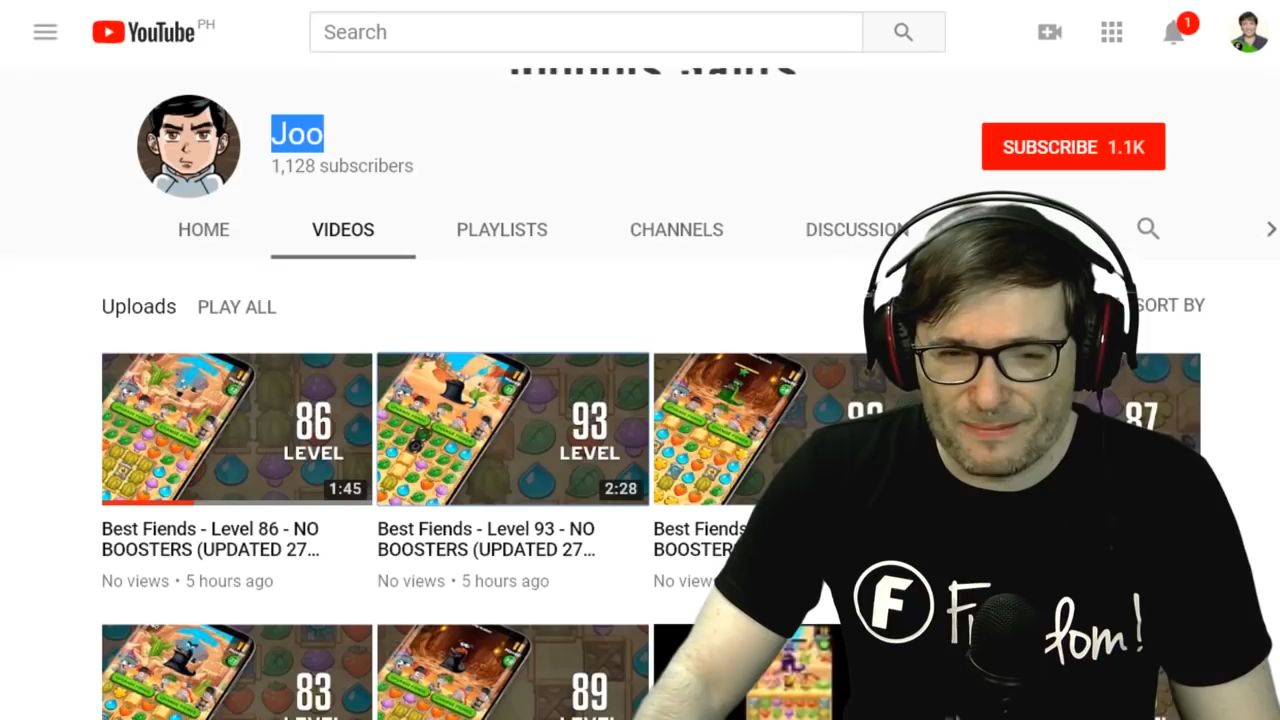 YouTube PH
Search
1
Joo
1,128 subscribers
SUBSCRIBE 1.1K
HOME
VIDEOS
PLAYLISTS
CHANNELS
DISCUSSION
Uploads
PLAY ALL
SORT BY
86
LEVEL
1:45
93
LEVEL
2:28
87
Best Fiends - Level 86 - NO
BOOSTERS (UPDATED 27...
No views • 5 hours ago
Best Fiends - Level 93 - NO
BOOSTERS (UPDATED 27...
No views • 5 hours ago
Best Fiends
BOOSTER
No view
83
LEVEL
89
LEVEL
F